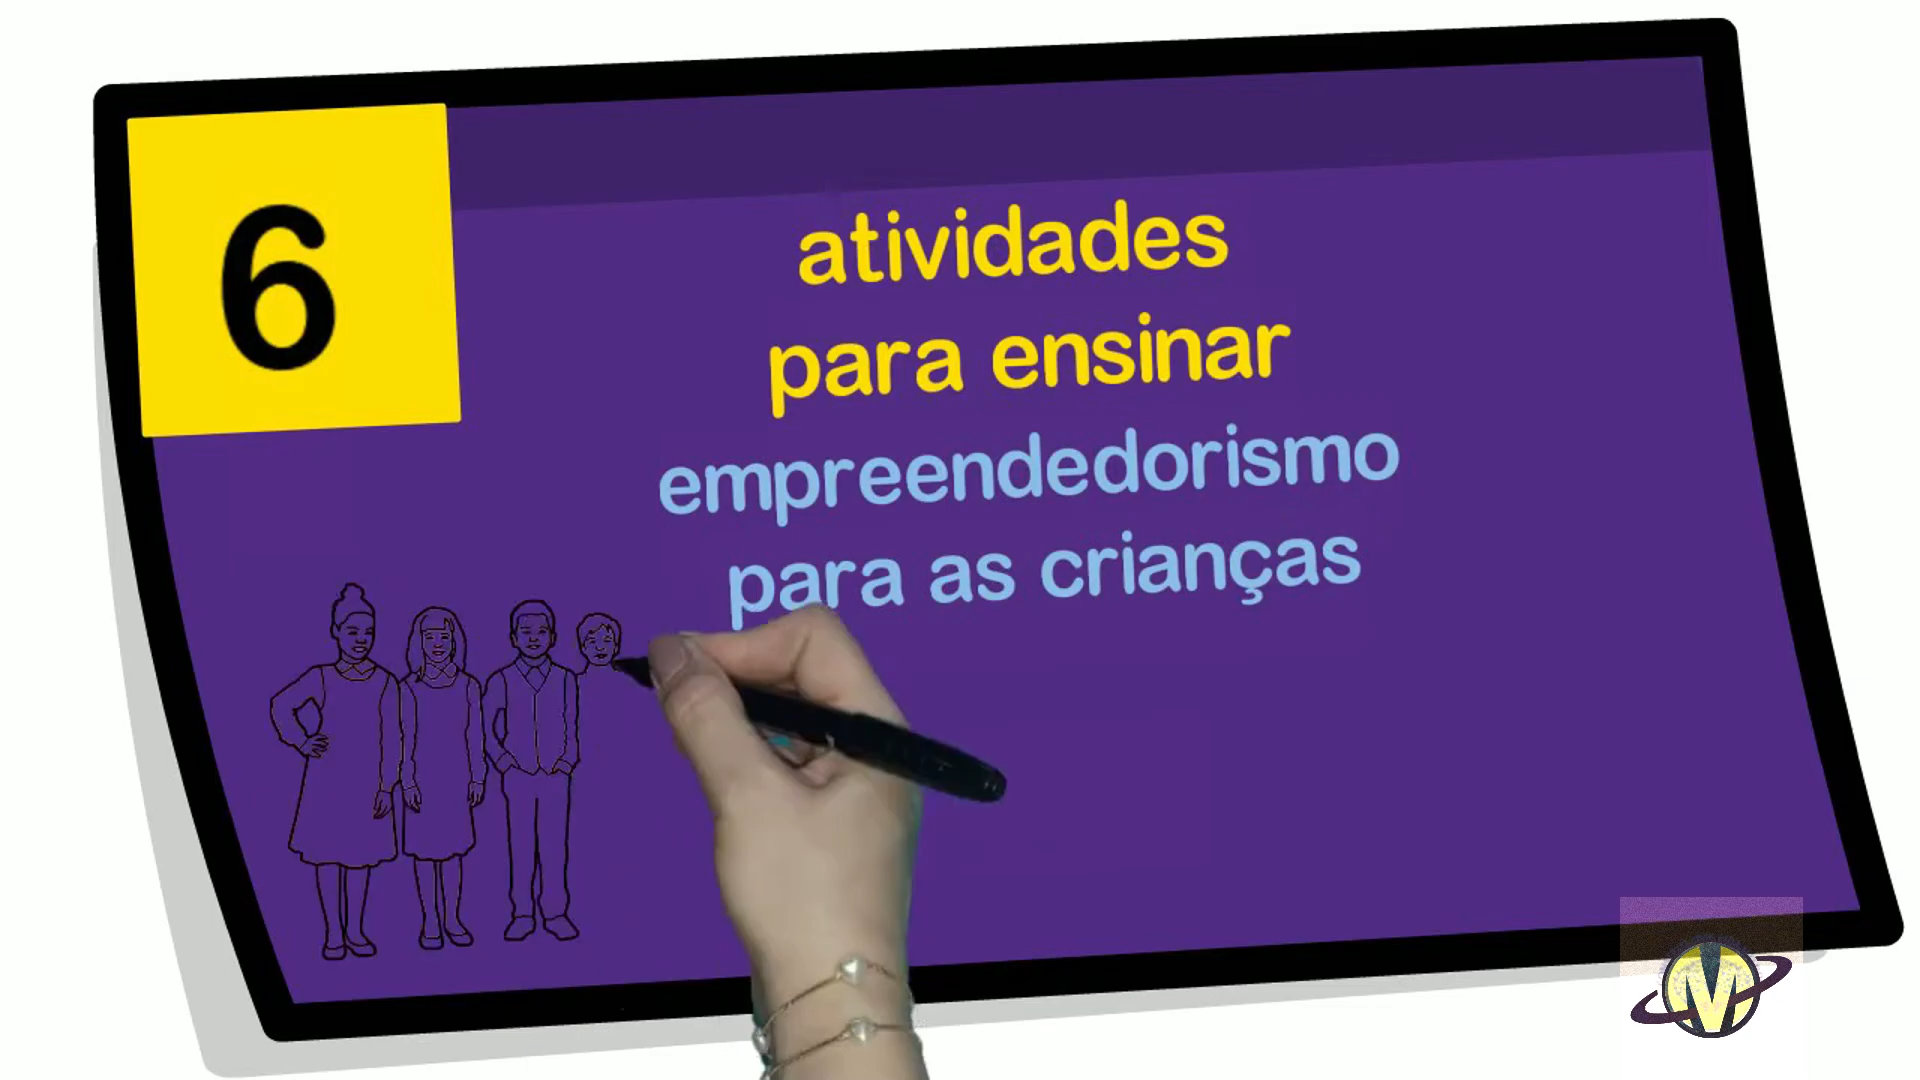 6
atividades
para ensinar
empreendedorismo
para as crianças
M